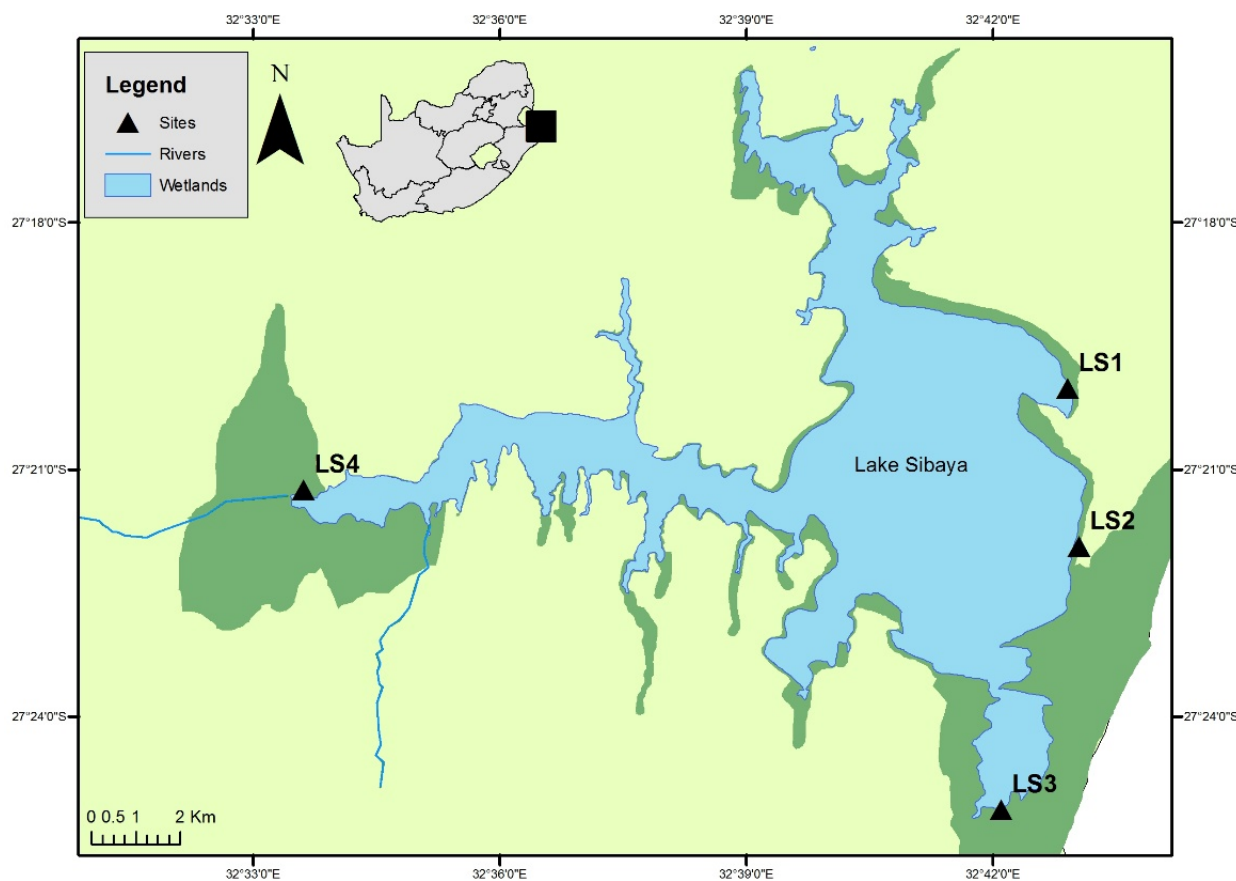 32°33'0"E 32°36'0"E 32°39'0"E 32°42'0"E
Legend
Sites
Rivers
Wetlands
N
27°18'0"S 27°18'0"S
LS1
27°21'0"S LS4 Lake Sibaya 27°21'0"S
LS2
27°24'0"S 27°24'0"S
LS3
0 0.5 1 2 Km
32°33'0"E 32°36'0"E 32°39'0"E 32°42'0"E